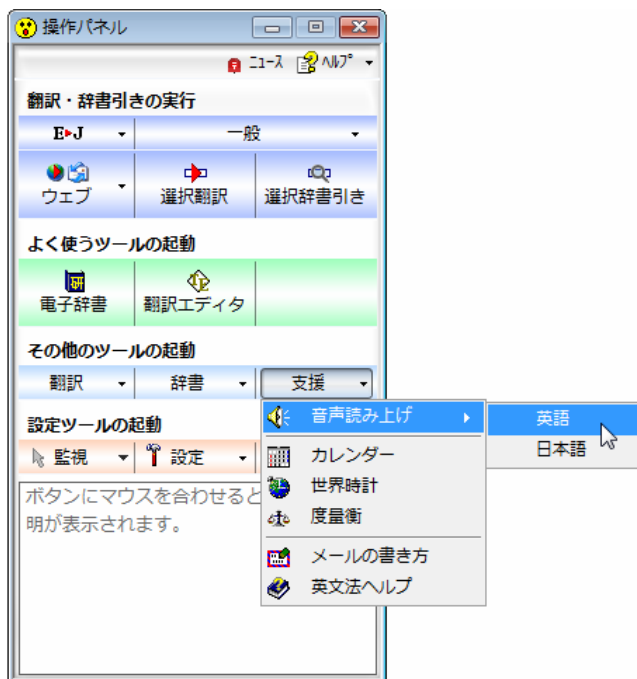 操作パネル
ニュース ヘルプ
翻訳・辞書引きの実行
E▸J 一般
ウェブ 選択翻訳 選択辞書引き
よく使うツールの起動
電子辞書 翻訳エディタ
その他のツールの起動
翻訳 辞書 支援
音声読み上げ 英語
設定ツールの起動
日本語
監視 設定 カレンダー
ボタンにマウスを合わせると
世界時計
明が表示されます。
度量衡
メールの書き方
英文法ヘルプ